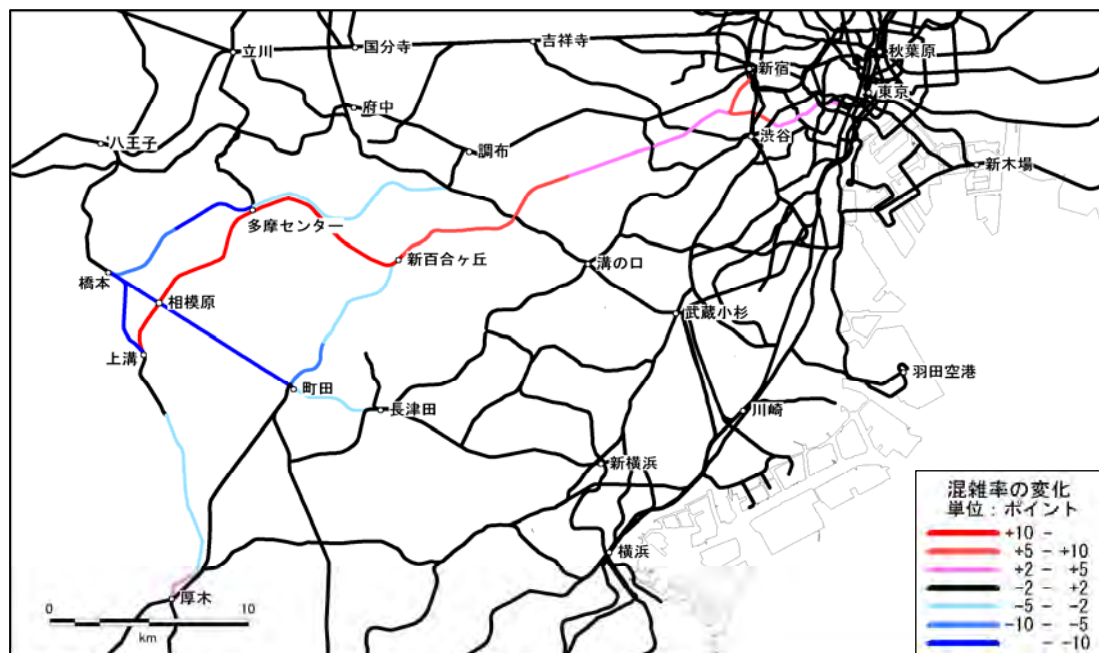 立川
国分寺
吉祥寺
秋葉原
新宿
東京
府中
渋谷
八王子
調布
新木場
多摩センター
新百合ヶ丘
溝の口
橋本
相模原
武蔵小杉
上溝
羽田空港
町田
長津田
川崎
新横浜
横浜
厚木
0 10
km
混雑率の変化
単位：ポイント
+10 -
+5 - +10
+2 - +5
-2 - +2
-5 - -2
-10 - -5
- -10